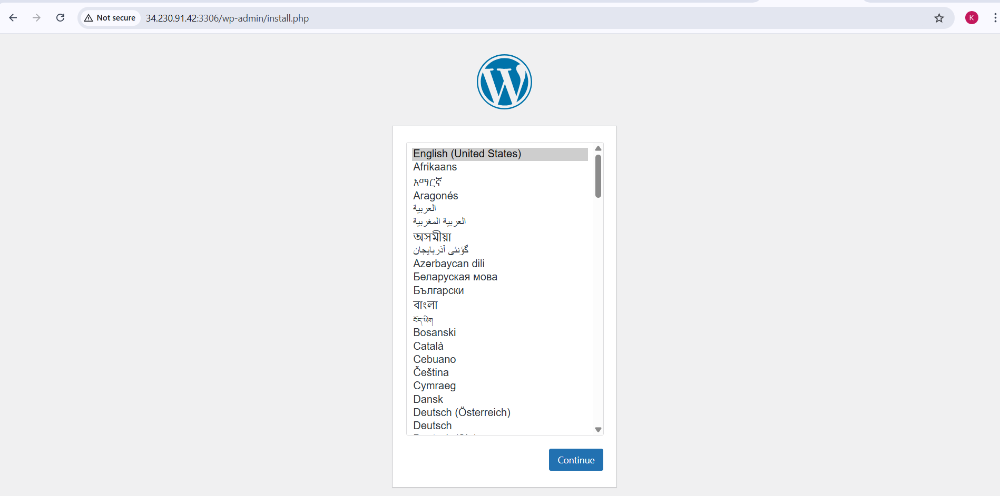 Not secure 34.230.91.42:3306/wp-admin/install.php K
English (United States)
Afrikaans
አማርኛ
Aragonés
العربية
العربية المغربية
অসমীয়া
گؤنئی آذربایجان
Azərbaycan dili
Беларуская мова
Български
বাংলা
བོད་ཡིག
Bosanski
Català
Cebuano
Čeština
Cymraeg
Dansk
Deutsch (Österreich)
Deutsch
Continue